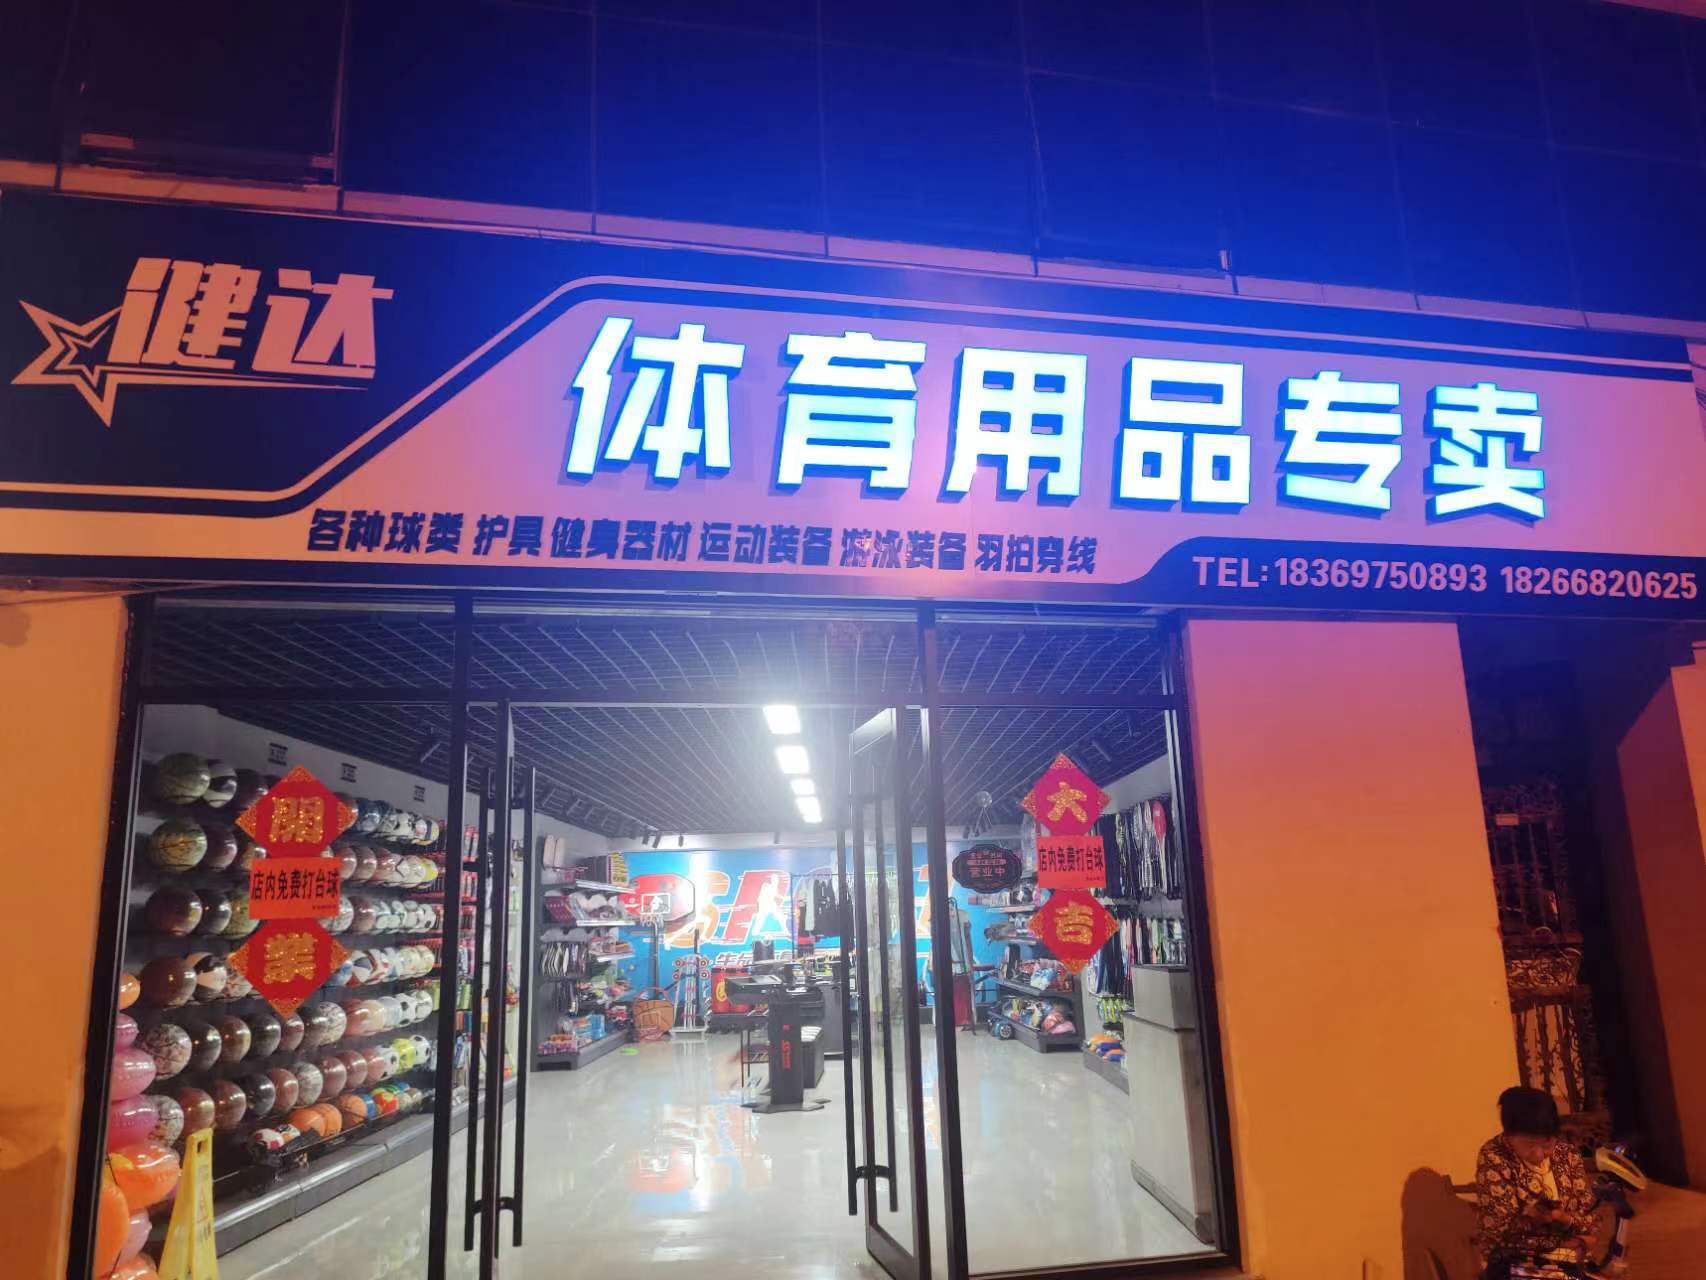 健达
体育用品专卖
各种球类 护具 健身器材 运动装备 游泳装备 羽拍穿线
TEL: 18369750893 18266820625
開
店内免费打台球
業
大
店内免费打台球
吉
营业中